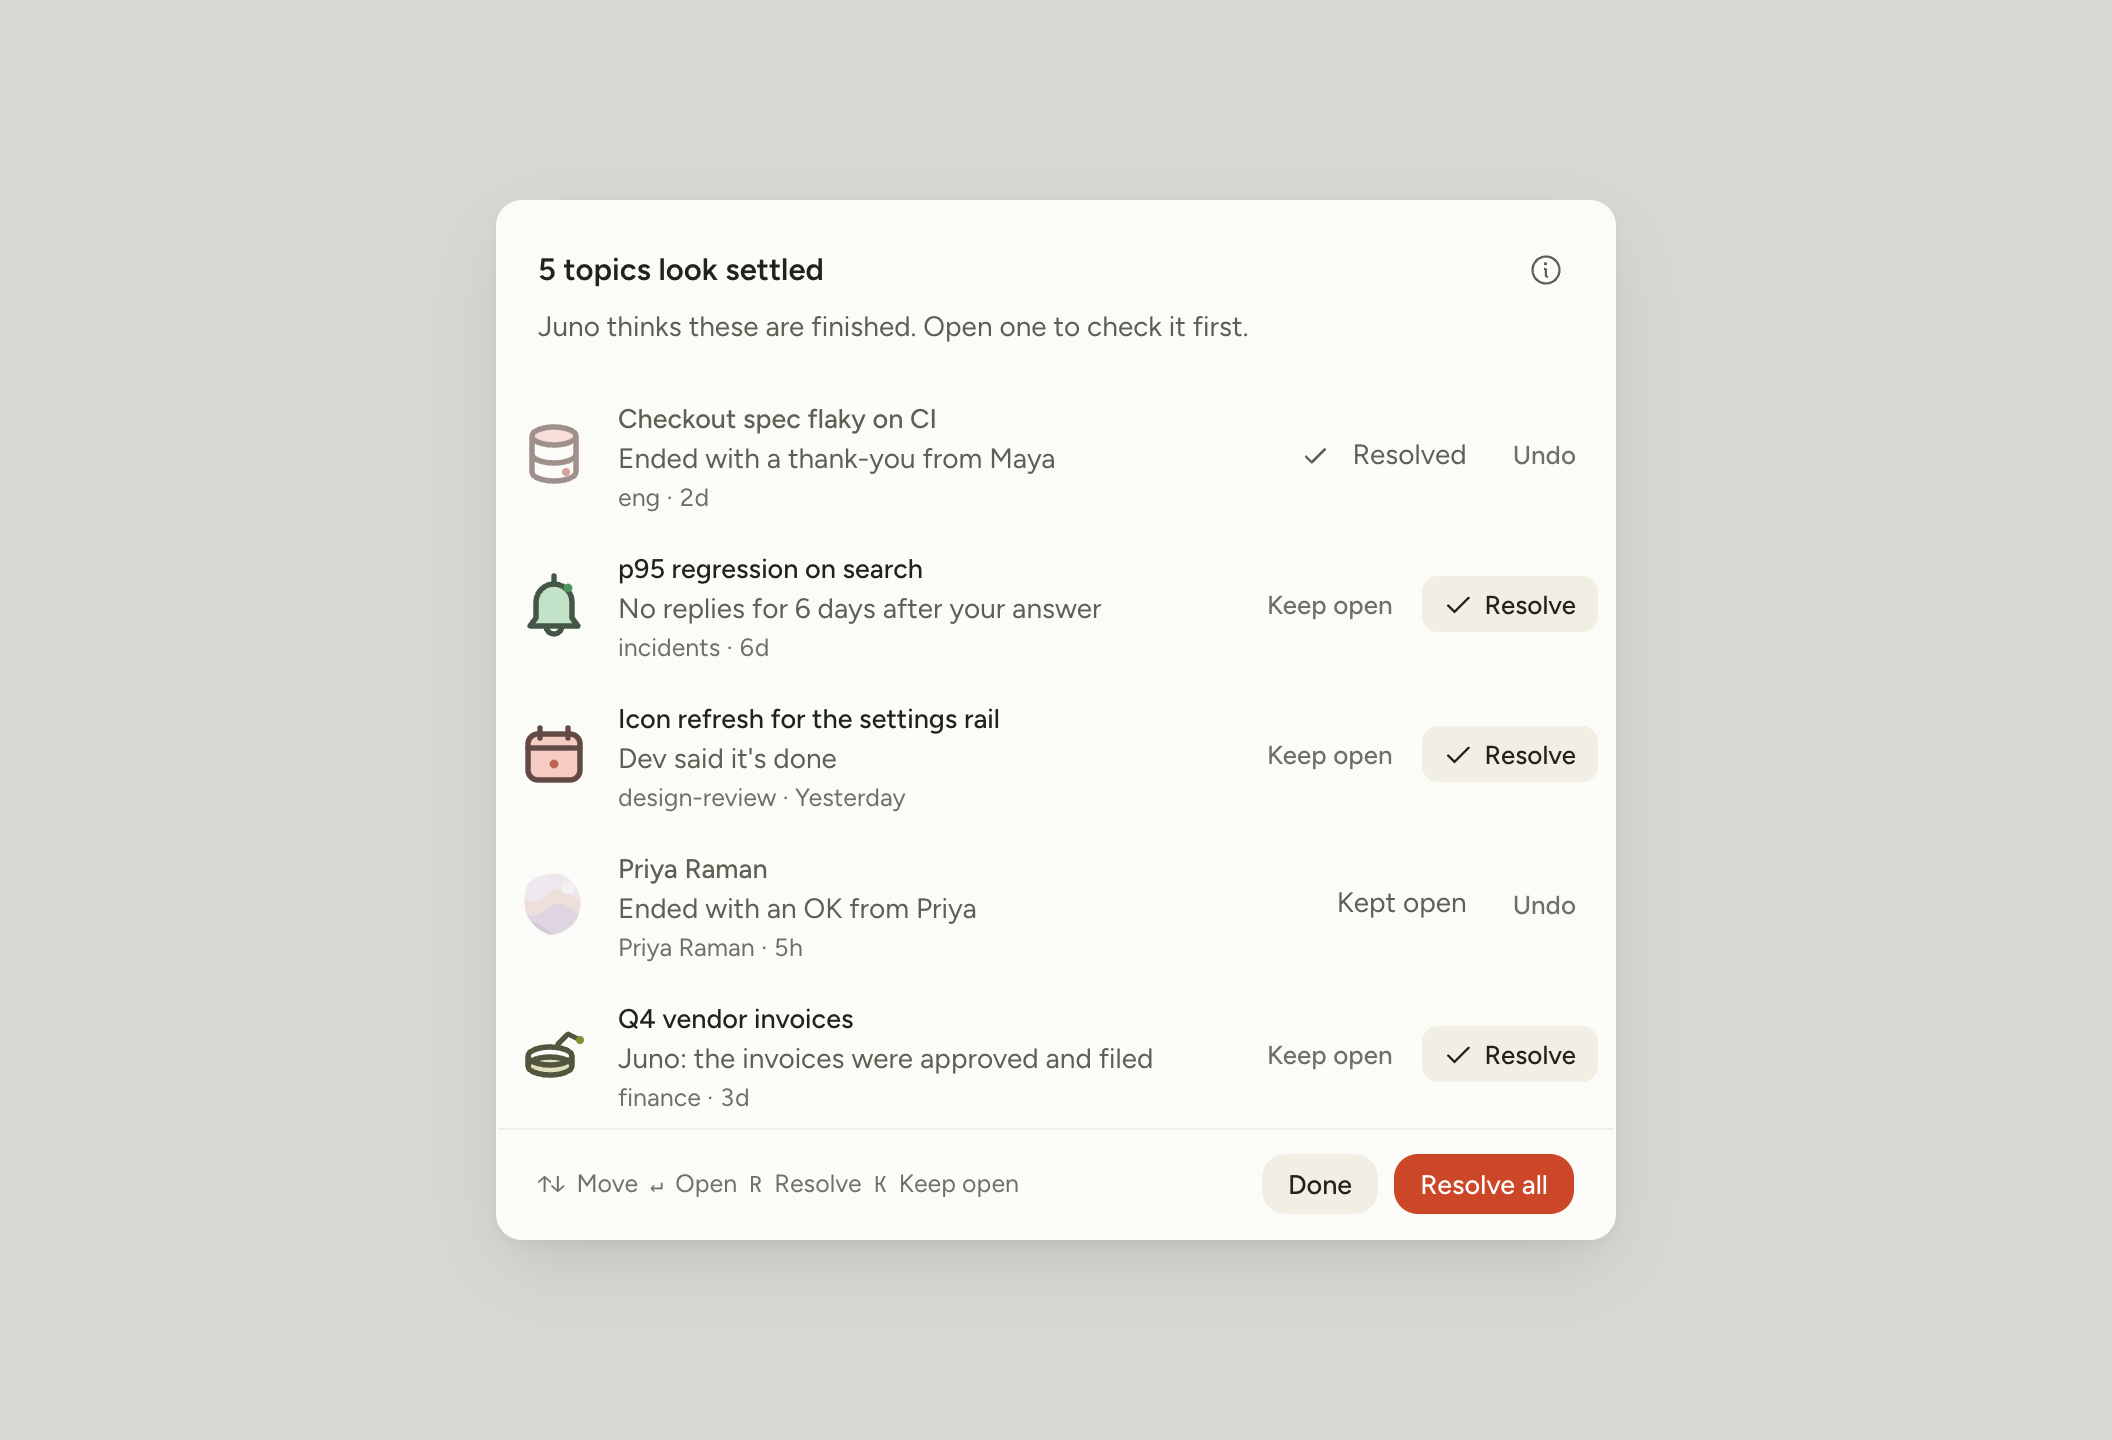 5 topics look settled
Juno thinks these are finished. Open one to check it first.
Checkout spec flaky on CI
Ended with a thank-you from Maya
eng · 2d
Resolved Undo
p95 regression on search
No replies for 6 days after your answer
incidents · 6d
Keep open Resolve
Icon refresh for the settings rail
Dev said it's done
design-review · Yesterday
Keep open Resolve
Priya Raman
Ended with an OK from Priya
Priya Raman · 5h
Kept open Undo
Q4 vendor invoices
Juno: the invoices were approved and filed
finance · 3d
Keep open Resolve
↑↓ Move ↵ Open R Resolve K Keep open
Done Resolve all